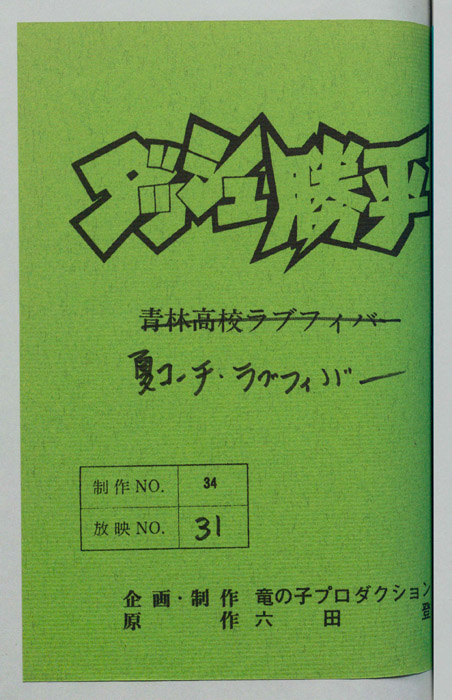 ダッシュ勝平
青林高校ラブフィバー
夏コーチ・ラブフィバー
制作NO. 34
放映NO. 31
企画・制作 竜の子プロダクション
原作 六田 登